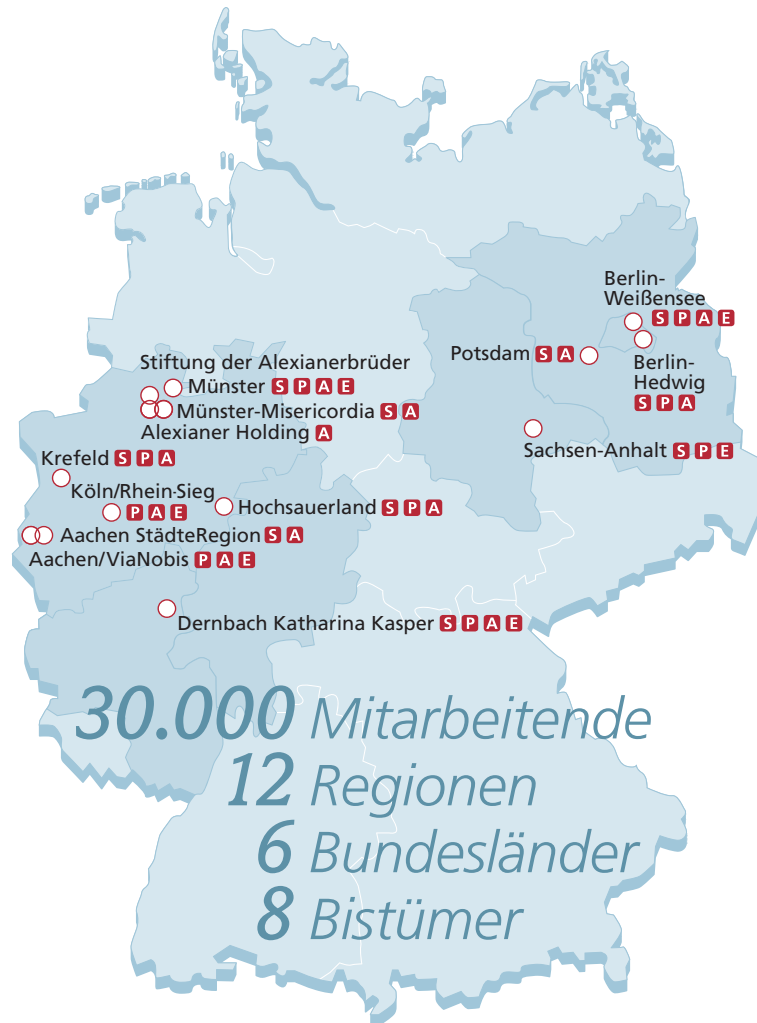 Berlin-
Weißensee
S P A E
Potsdam S A
Berlin-
Hedwig
S P A
Sachsen-Anhalt S P E
Stiftung der Alexianerbrüder
Münster S P A E
Münster-Misericordia S A
Alexianer Holding A
Krefeld S P A
Köln/Rhein-Sieg
P A E
Hochsauerland S P A
Aachen StädteRegion S A
Aachen/ViaNobis P A E
Dernbach Katharina Kasper S P A E
30.000 Mitarbeitende
12 Regionen
6 Bundesländer
8 Bistümer